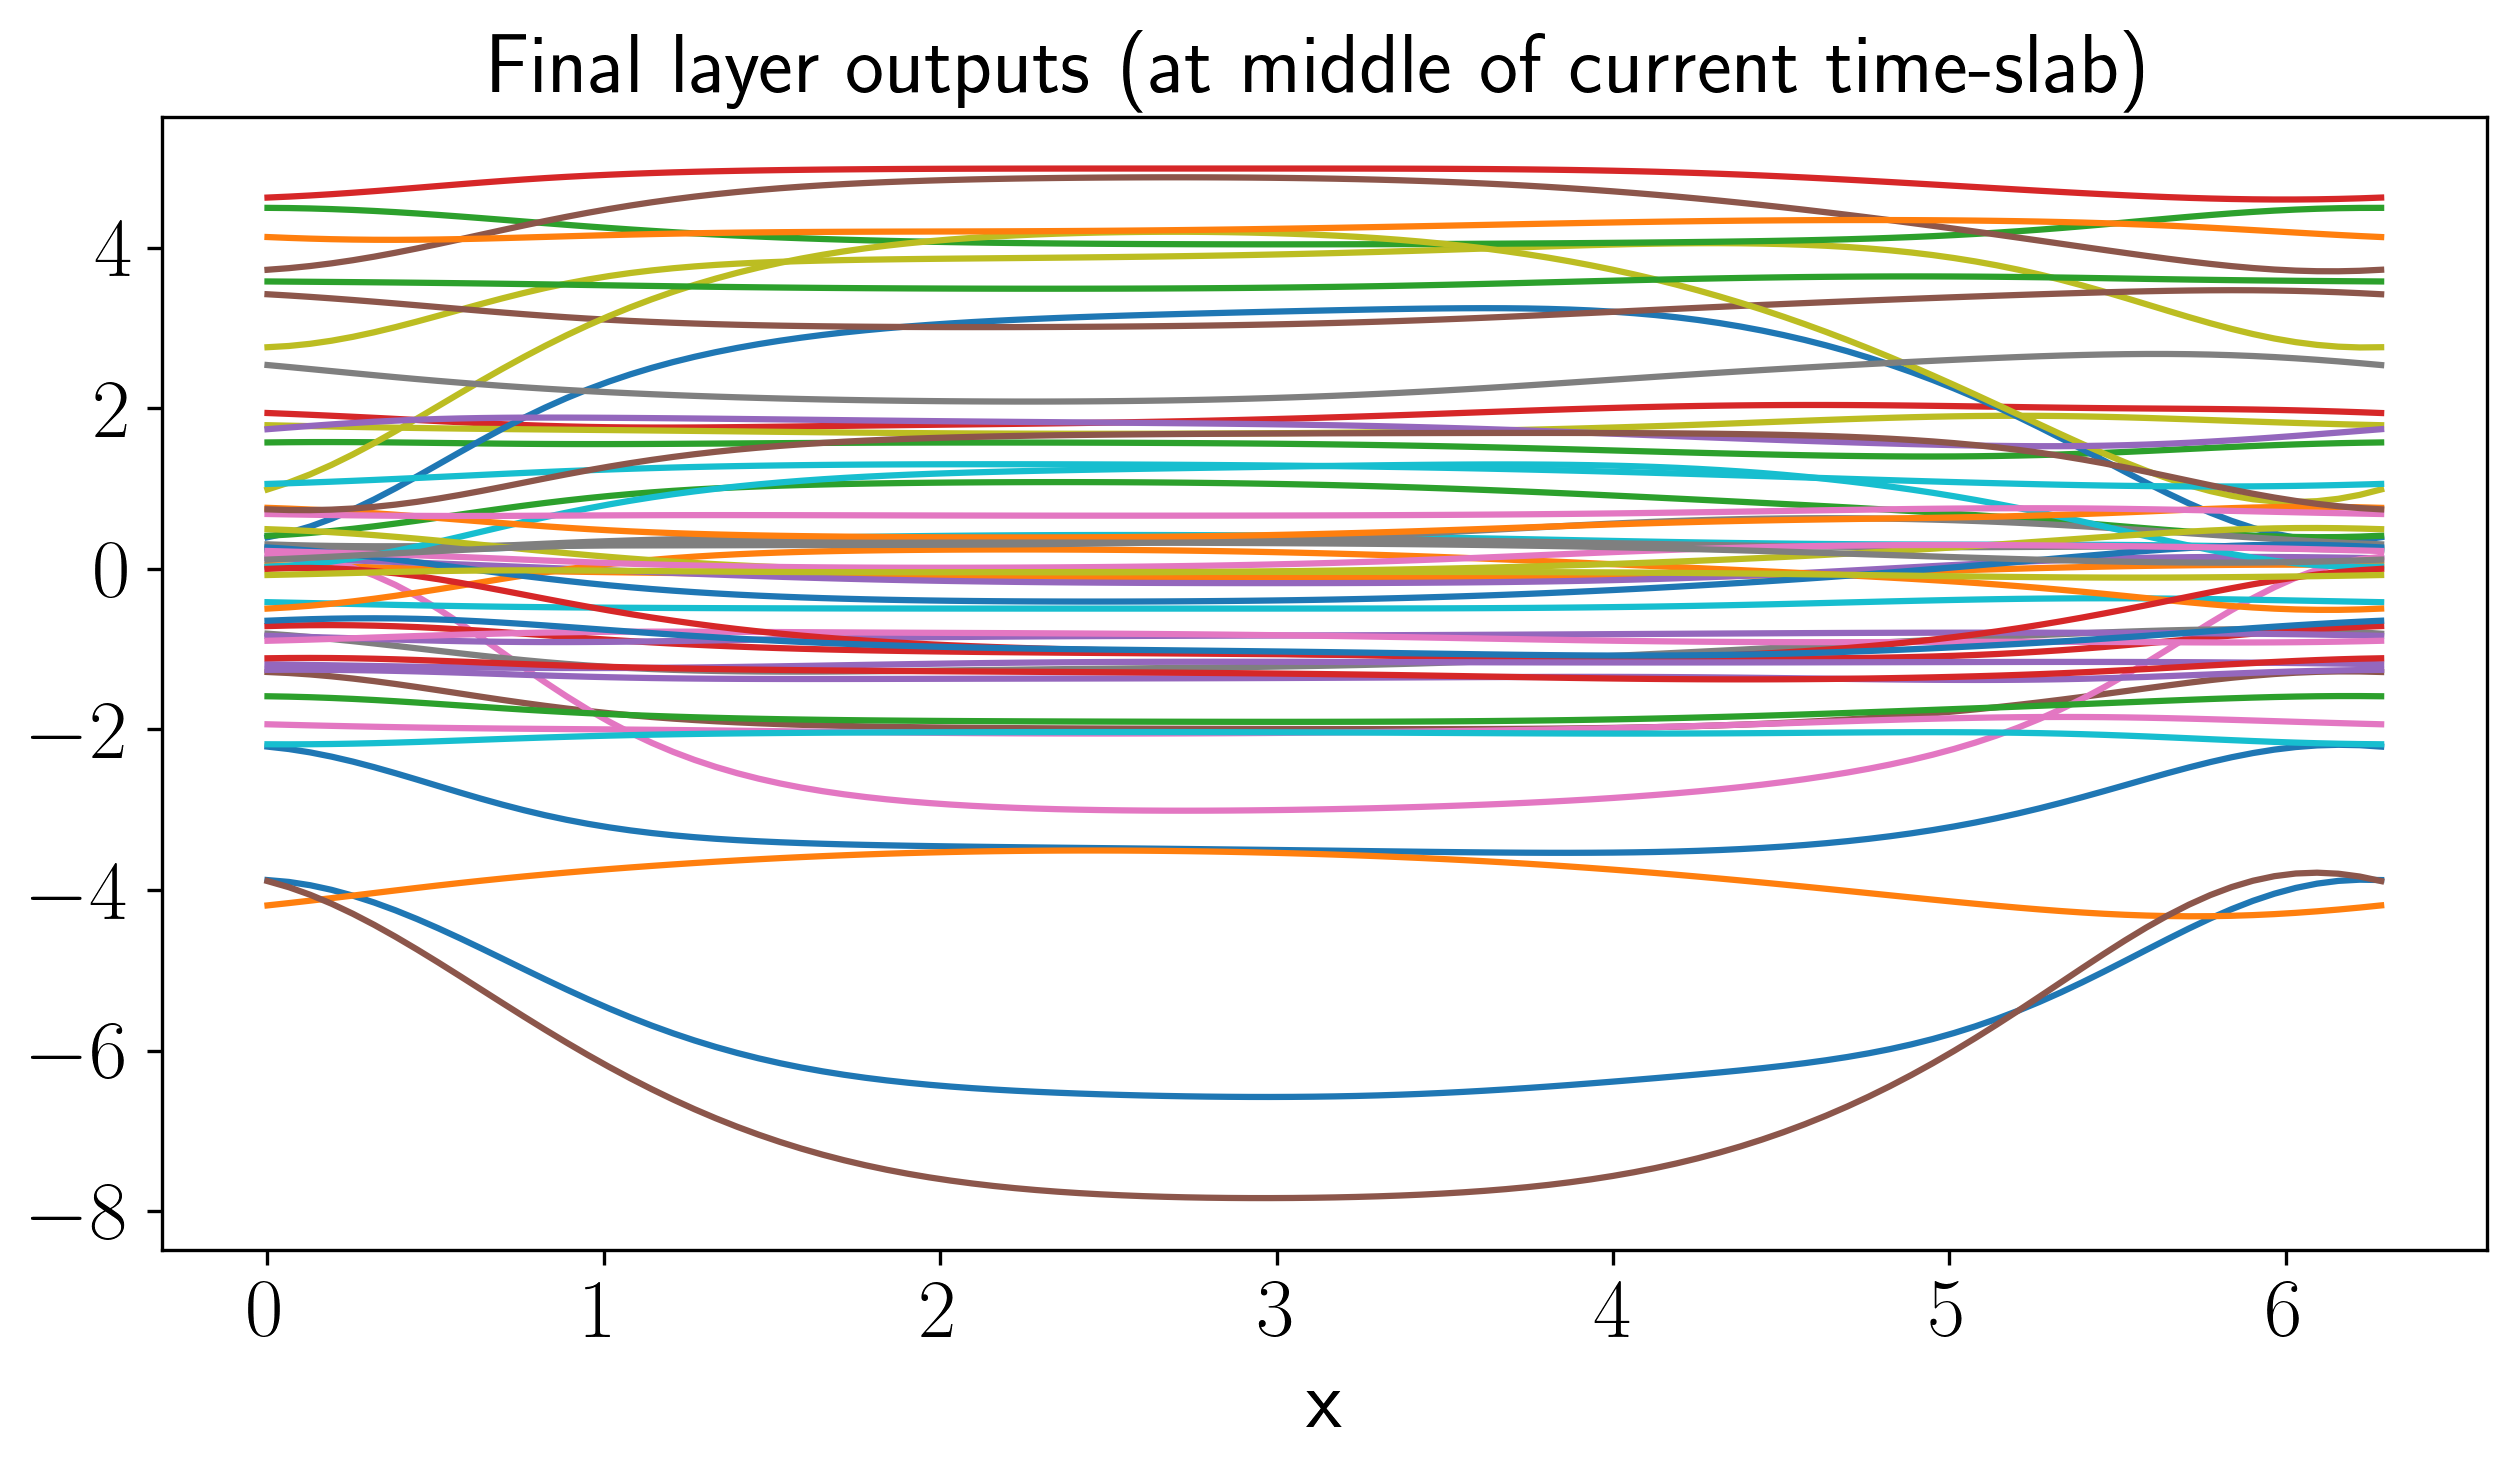 Final layer outputs (at middle of current time-slab)
4
2
0
−2
−4
−6
−8
0 1 2 3 4 5 6
x